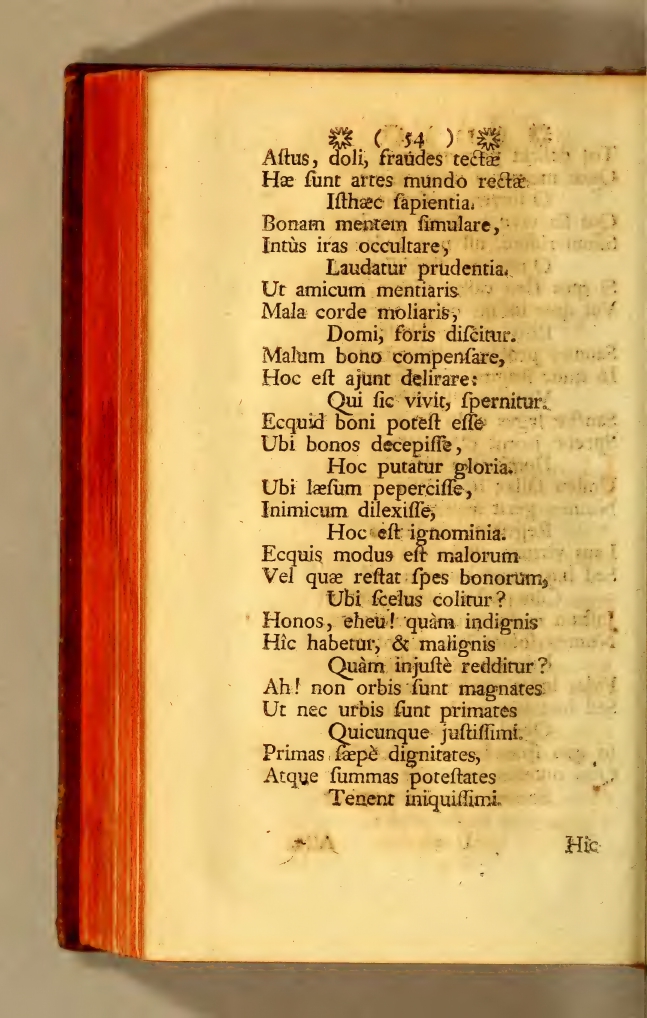 ( 54 )
Aſtus, doli, fraudes tectæ
Hæ ſunt artes mundo rectæ
Iſthæc ſapientia.
Bonam mentem ſimulare,
Intùs iras occultare,
Laudatur prudentia.
Ut amicum mentiaris
Mala corde moliaris,
Domi, foris diſcitur.
Malum bono compenſare,
Hoc eſt ajunt delirare:
Qui ſic vivit, ſpernitur.
Ecquid boni poteſt eſſe
Ubi bonos decepiſſe,
Hoc putatur gloria.
Ubi læſum peperciſſe,
Inimicum dilexiſſe,
Hoc eſt ignominia.
Ecquis modus eſt malorum
Vel quæ reſtat ſpes bonorum,
Ubi ſcelus colitur?
Honos, eheu! quàm indignis
Hîc habetur, & malignis
Quàm injuſtè redditur?
Ah! non orbis ſunt magnates
Ut nec urbis ſunt primates
Quicunque juſtiſſimi.
Primas ſæpè dignitates,
Atque ſummas poteſtates
Tenent iniquiſſimi.
Hîc